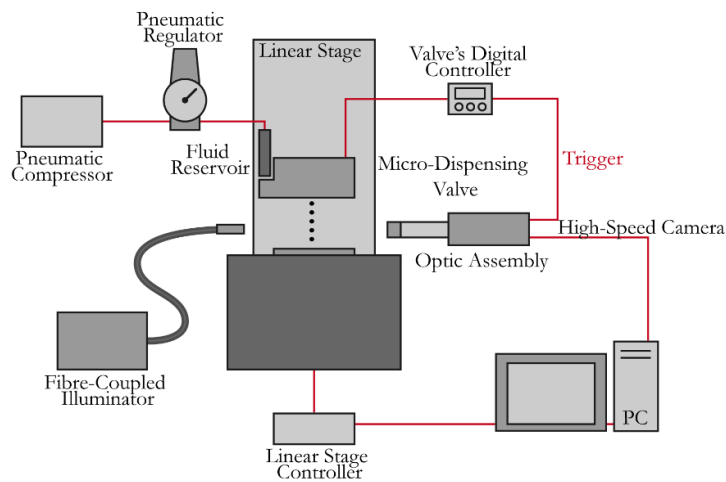 Pneumatic
Regulator
Linear Stage
Valve's Digital
Controller
Pneumatic
Compressor
Fluid
Reservoir
Micro-Dispensing
Valve
Trigger
High-Speed Camera
Optic Assembly
Fibre-Coupled
Illuminator
PC
Linear Stage
Controller